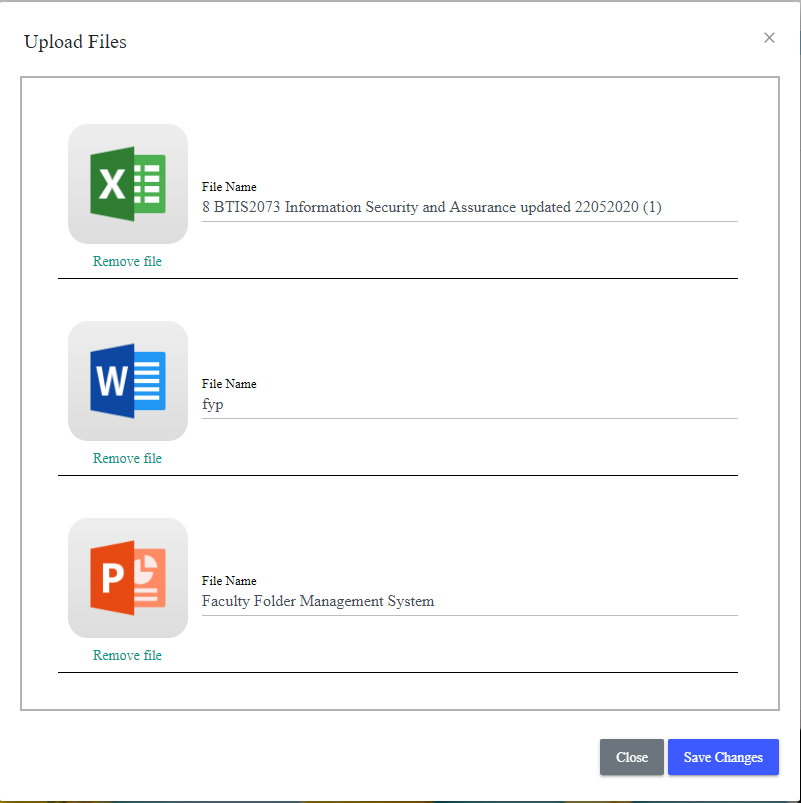 Upload Files
×
X
File Name
8 BTIS2073 Information Security and Assurance updated 22052020 (1)
Remove file
W
File Name
fyp
Remove file
P
File Name
Faculty Folder Management System
Remove file
Close Save Changes